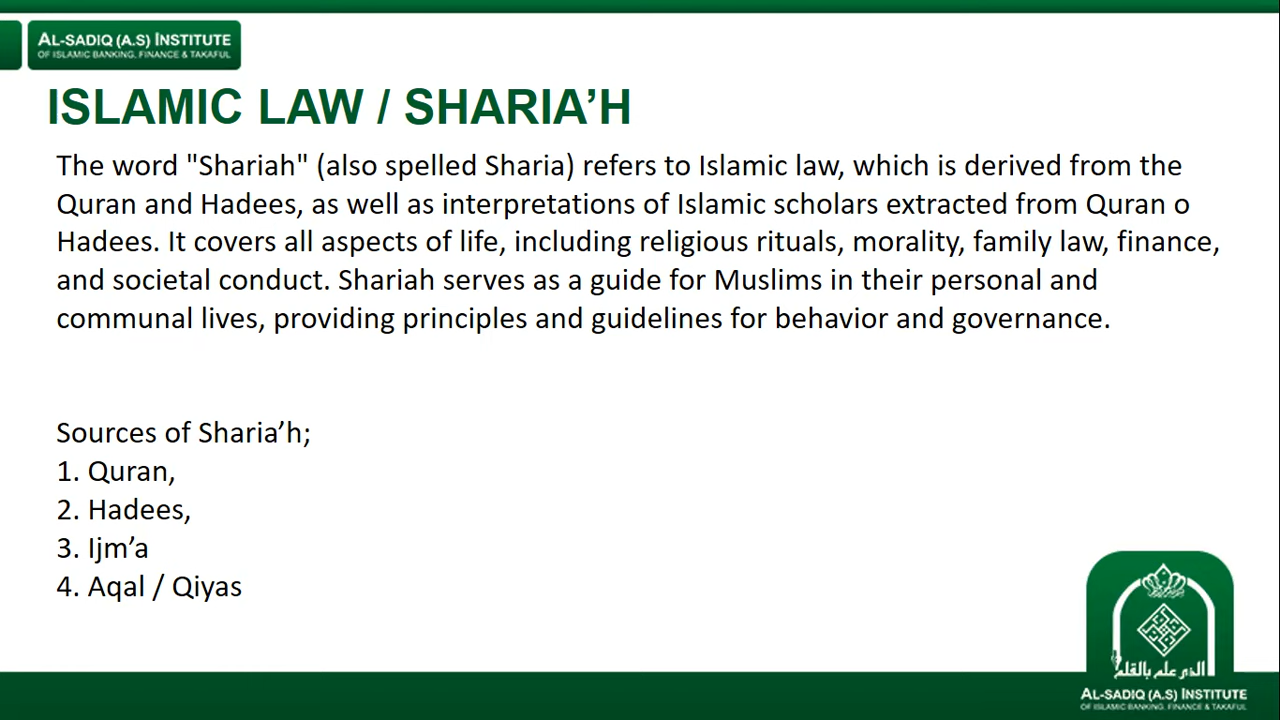 AL-SADIQ (A.S) INSTITUTE
OF ISLAMIC BANKING, FINANCE & TAKAFUL
ISLAMIC LAW / SHARIA’H
The word "Shariah" (also spelled Sharia) refers to Islamic law, which is derived from the
Quran and Hadees, as well as interpretations of Islamic scholars extracted from Quran o
Hadees. It covers all aspects of life, including religious rituals, morality, family law, finance,
and societal conduct. Shariah serves as a guide for Muslims in their personal and
communal lives, providing principles and guidelines for behavior and governance.
Sources of Sharia’h;
1. Quran,
2. Hadees,
3. Ijm’a
4. Aqal / Qiyas
الذي علم بالقلم
AL-SADIQ (A.S) INSTITUTE
OF ISLAMIC BANKING, FINANCE & TAKAFUL